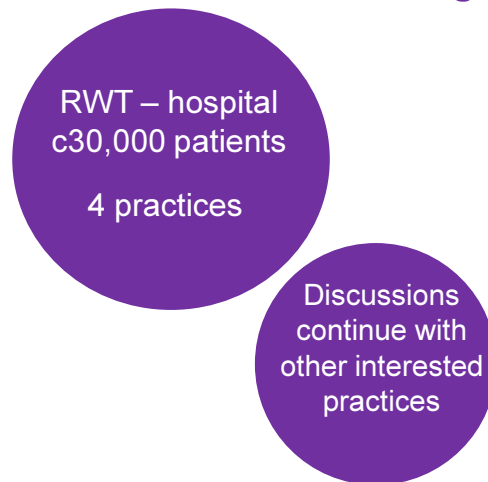 RWT – hospital
c30,000 patients
4 practices
Discussions
continue with
other interested
practices